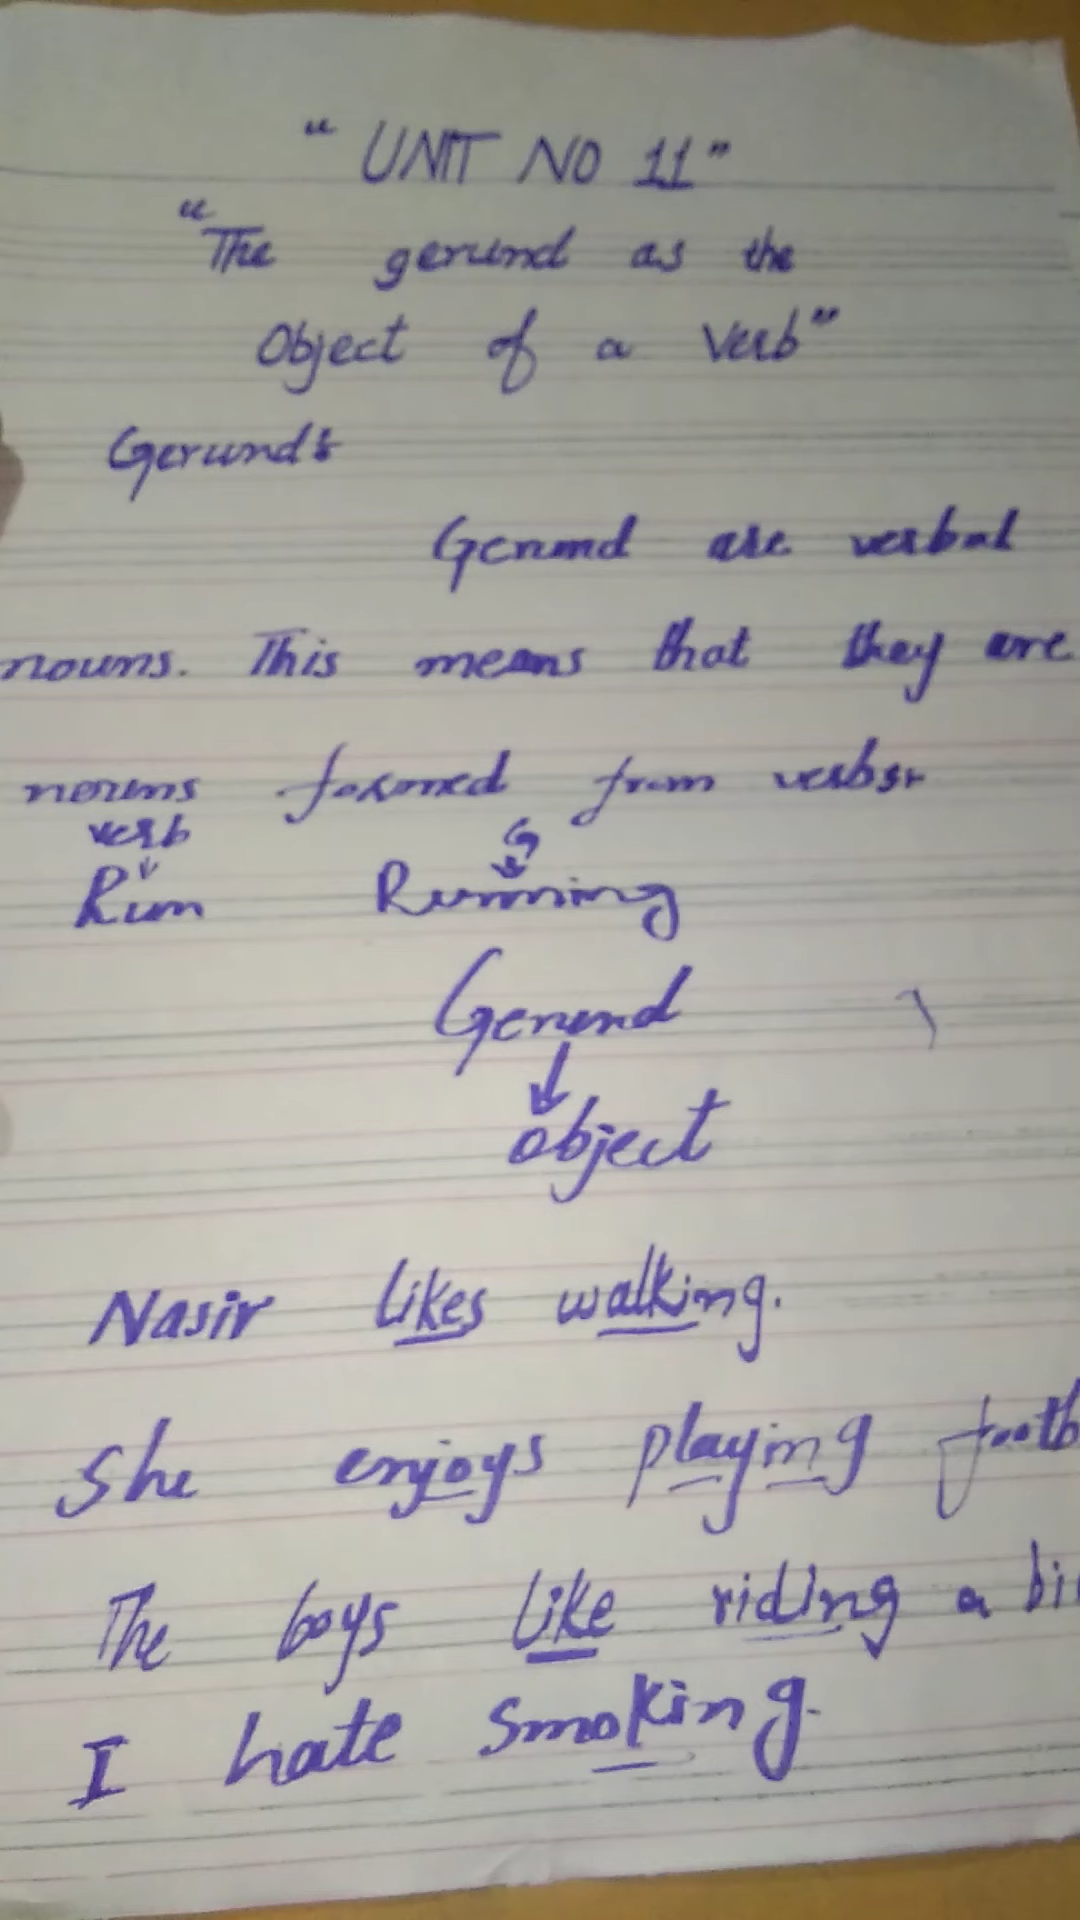 " UNIT NO 11"
"The gerund as the
Object of a Verb"
Gerunds
Gerund are verbal
nouns. This means that they are
nouns formed from verbs.
verb G
Run Running
Gerund
object
Nasir likes walking.
She enjoys playing footb
The boys like riding a bi
I hate smoking.